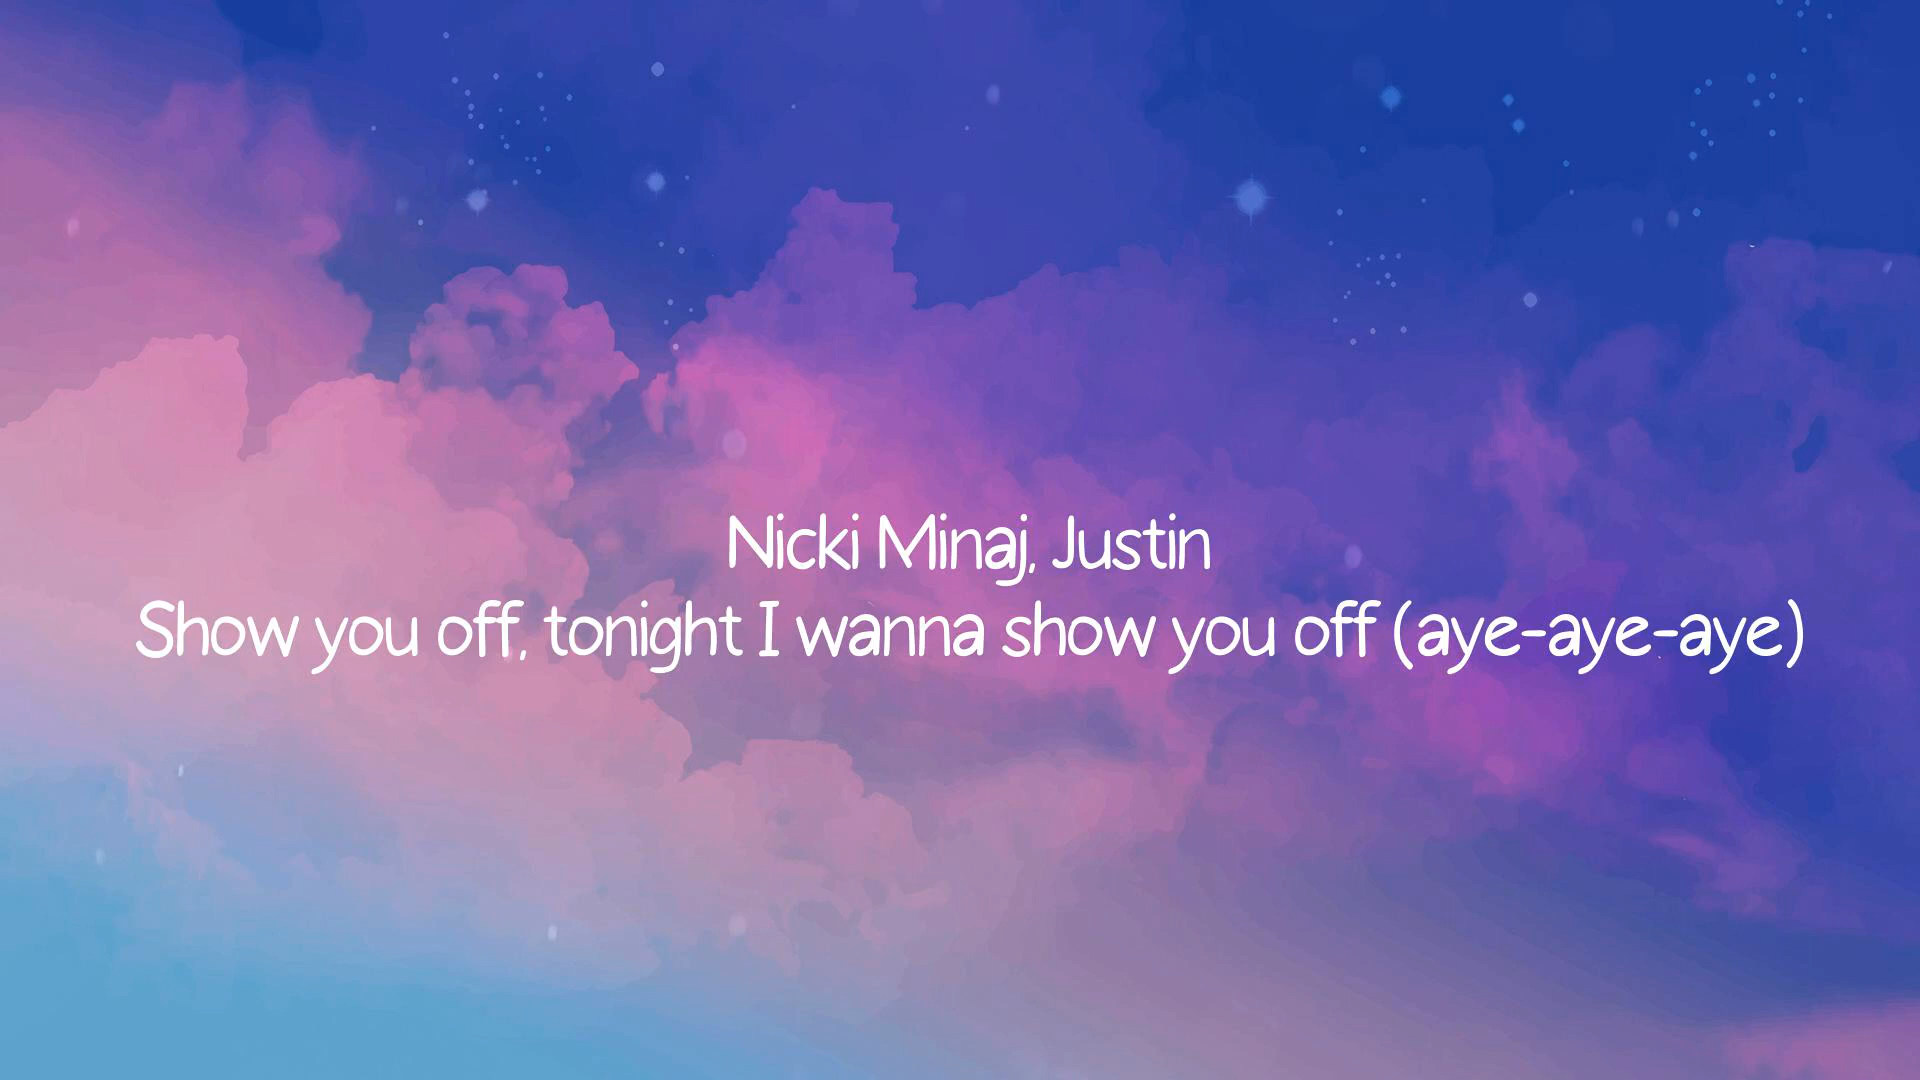 Nicki Minaj, Justin
Show you off, tonight I wanna show you off (aye-aye-aye)